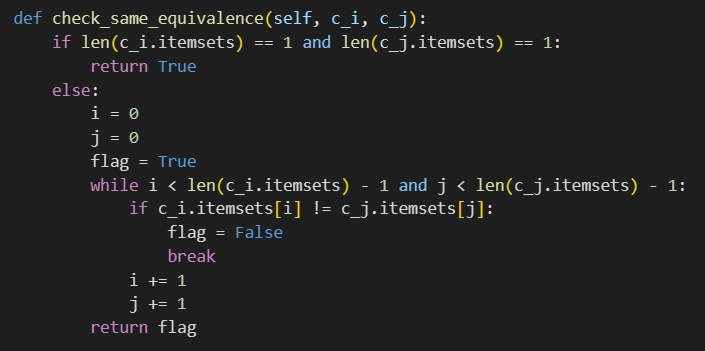 def check_same_equivalence(self, c_i, c_j):
    if len(c_i.itemsets) == 1 and len(c_j.itemsets) == 1:
        return True
    else:
        i = 0
        j = 0
        flag = True
        while i < len(c_i.itemsets) - 1 and j < len(c_j.itemsets) - 1:
            if c_i.itemsets[i] != c_j.itemsets[j]:
                flag = False
                break
            i += 1
            j += 1
        return flag